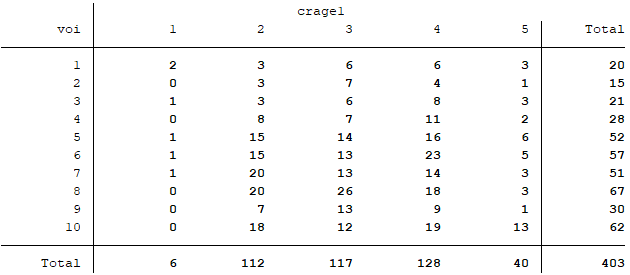 crage1
voi 1 2 3 4 5 Total
1 2 3 6 6 3 20
2 0 3 7 4 1 15
3 1 3 6 8 3 21
4 0 8 7 11 2 28
5 1 15 14 16 6 52
6 1 15 13 23 5 57
7 1 20 13 14 3 51
8 0 20 26 18 3 67
9 0 7 13 9 1 30
10 0 18 12 19 13 62
Total 6 112 117 128 40 403